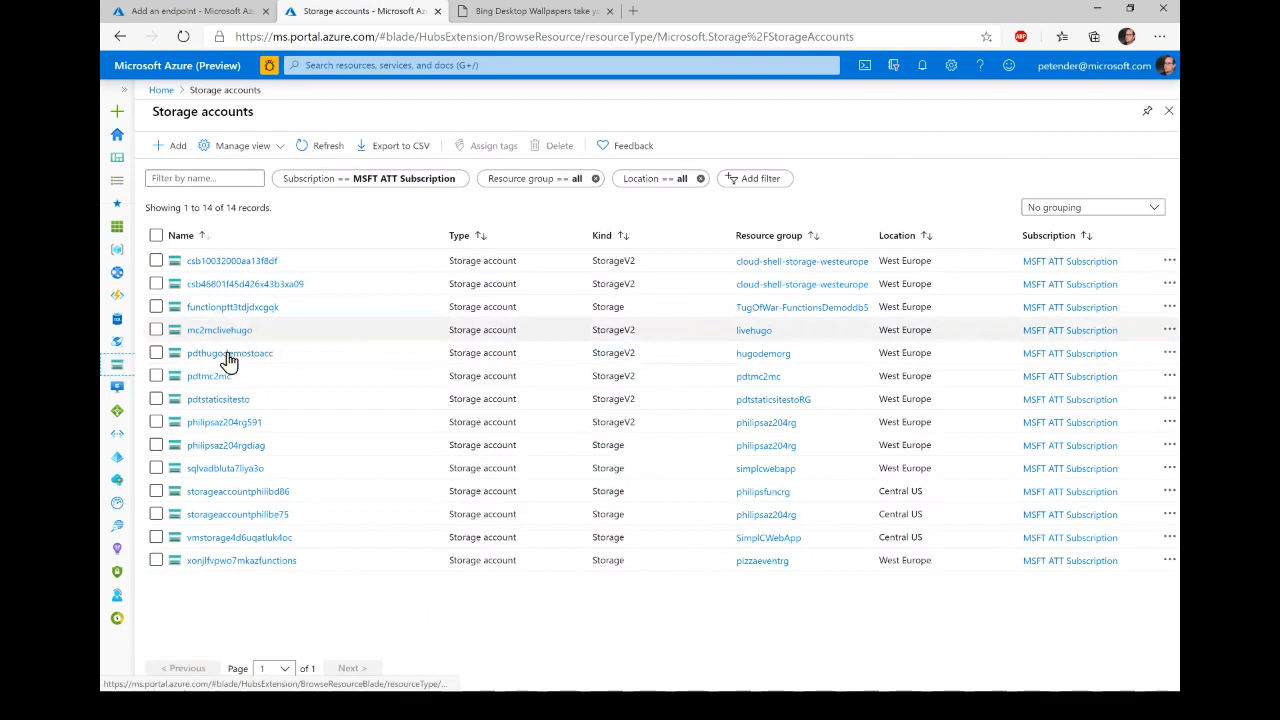 Add an endpoint - Microsoft Az
Storage accounts - Microsoft Az
Bing Desktop Wallpapers take yo
https://ms.portal.azure.com/#blade/HubsExtension/BrowseResource/resourceType/Microsoft.Storage%2FStorageAccounts
ABP
Microsoft Azure (Preview)
Search resources, services, and docs (G+/)
petender@microsoft.com
Home > Storage accounts
Storage accounts
Add
Manage view
Refresh
Export to CSV
Assign tags
Delete
Feedback
Filter by name...
Subscription == MSFT ATT Subscription
Resource group == all
Location == all
Add filter
Showing 1 to 14 of 14 records.
No grouping
Name Type Kind Resource group Location Subscription
csb10032000aa13f8df Storage account StorageV2 cloud-shell-storage-westeurope West Europe MSFT ATT Subscription
csb46801f45d426x43b3xa09 Storage account StorageV2 cloud-shell-storage-westeurope West Europe MSFT ATT Subscription
functionptt3tdjdxcgqk Storage account Storage TugOfWar-FunctionsDemoddb5 West Europe MSFT ATT Subscription
mc2mclivehugo Storage account StorageV2 livehugo West Europe MSFT ATT Subscription
pdthugodemostoacc Storage account StorageV2 hugodemorg West Europe MSFT ATT Subscription
pdtmc2mc Storage account StorageV2 pdtmc2mc West Europe MSFT ATT Subscription
pdtstaticsitesto Storage account StorageV2 pdtstaticsitestoRG West Europe MSFT ATT Subscription
philipsaz204rg591 Storage account StorageV2 philipsaz204rg West Europe MSFT ATT Subscription
philipsaz204rgdiag Storage account Storage philipsaz204rg West Europe MSFT ATT Subscription
sqlvadbluta7liya3o Storage account Storage simplcwebapp West Europe MSFT ATT Subscription
storageaccountphilibd86 Storage account Storage philipsfuncrg Central US MSFT ATT Subscription
storageaccountphilibe75 Storage account Storage philipsaz204rg Central US MSFT ATT Subscription
vmstorage4d6uqatluk4oc Storage account Storage SimplCWebApp Central US MSFT ATT Subscription
xonjlfvpwo7mkazfunctions Storage account Storage pizzaeventrg West Europe MSFT ATT Subscription
< Previous Page 1 of 1 Next >
https://ms.portal.azure.com/#blade/HubsExtension/BrowseResourceBlade/resourceType/...